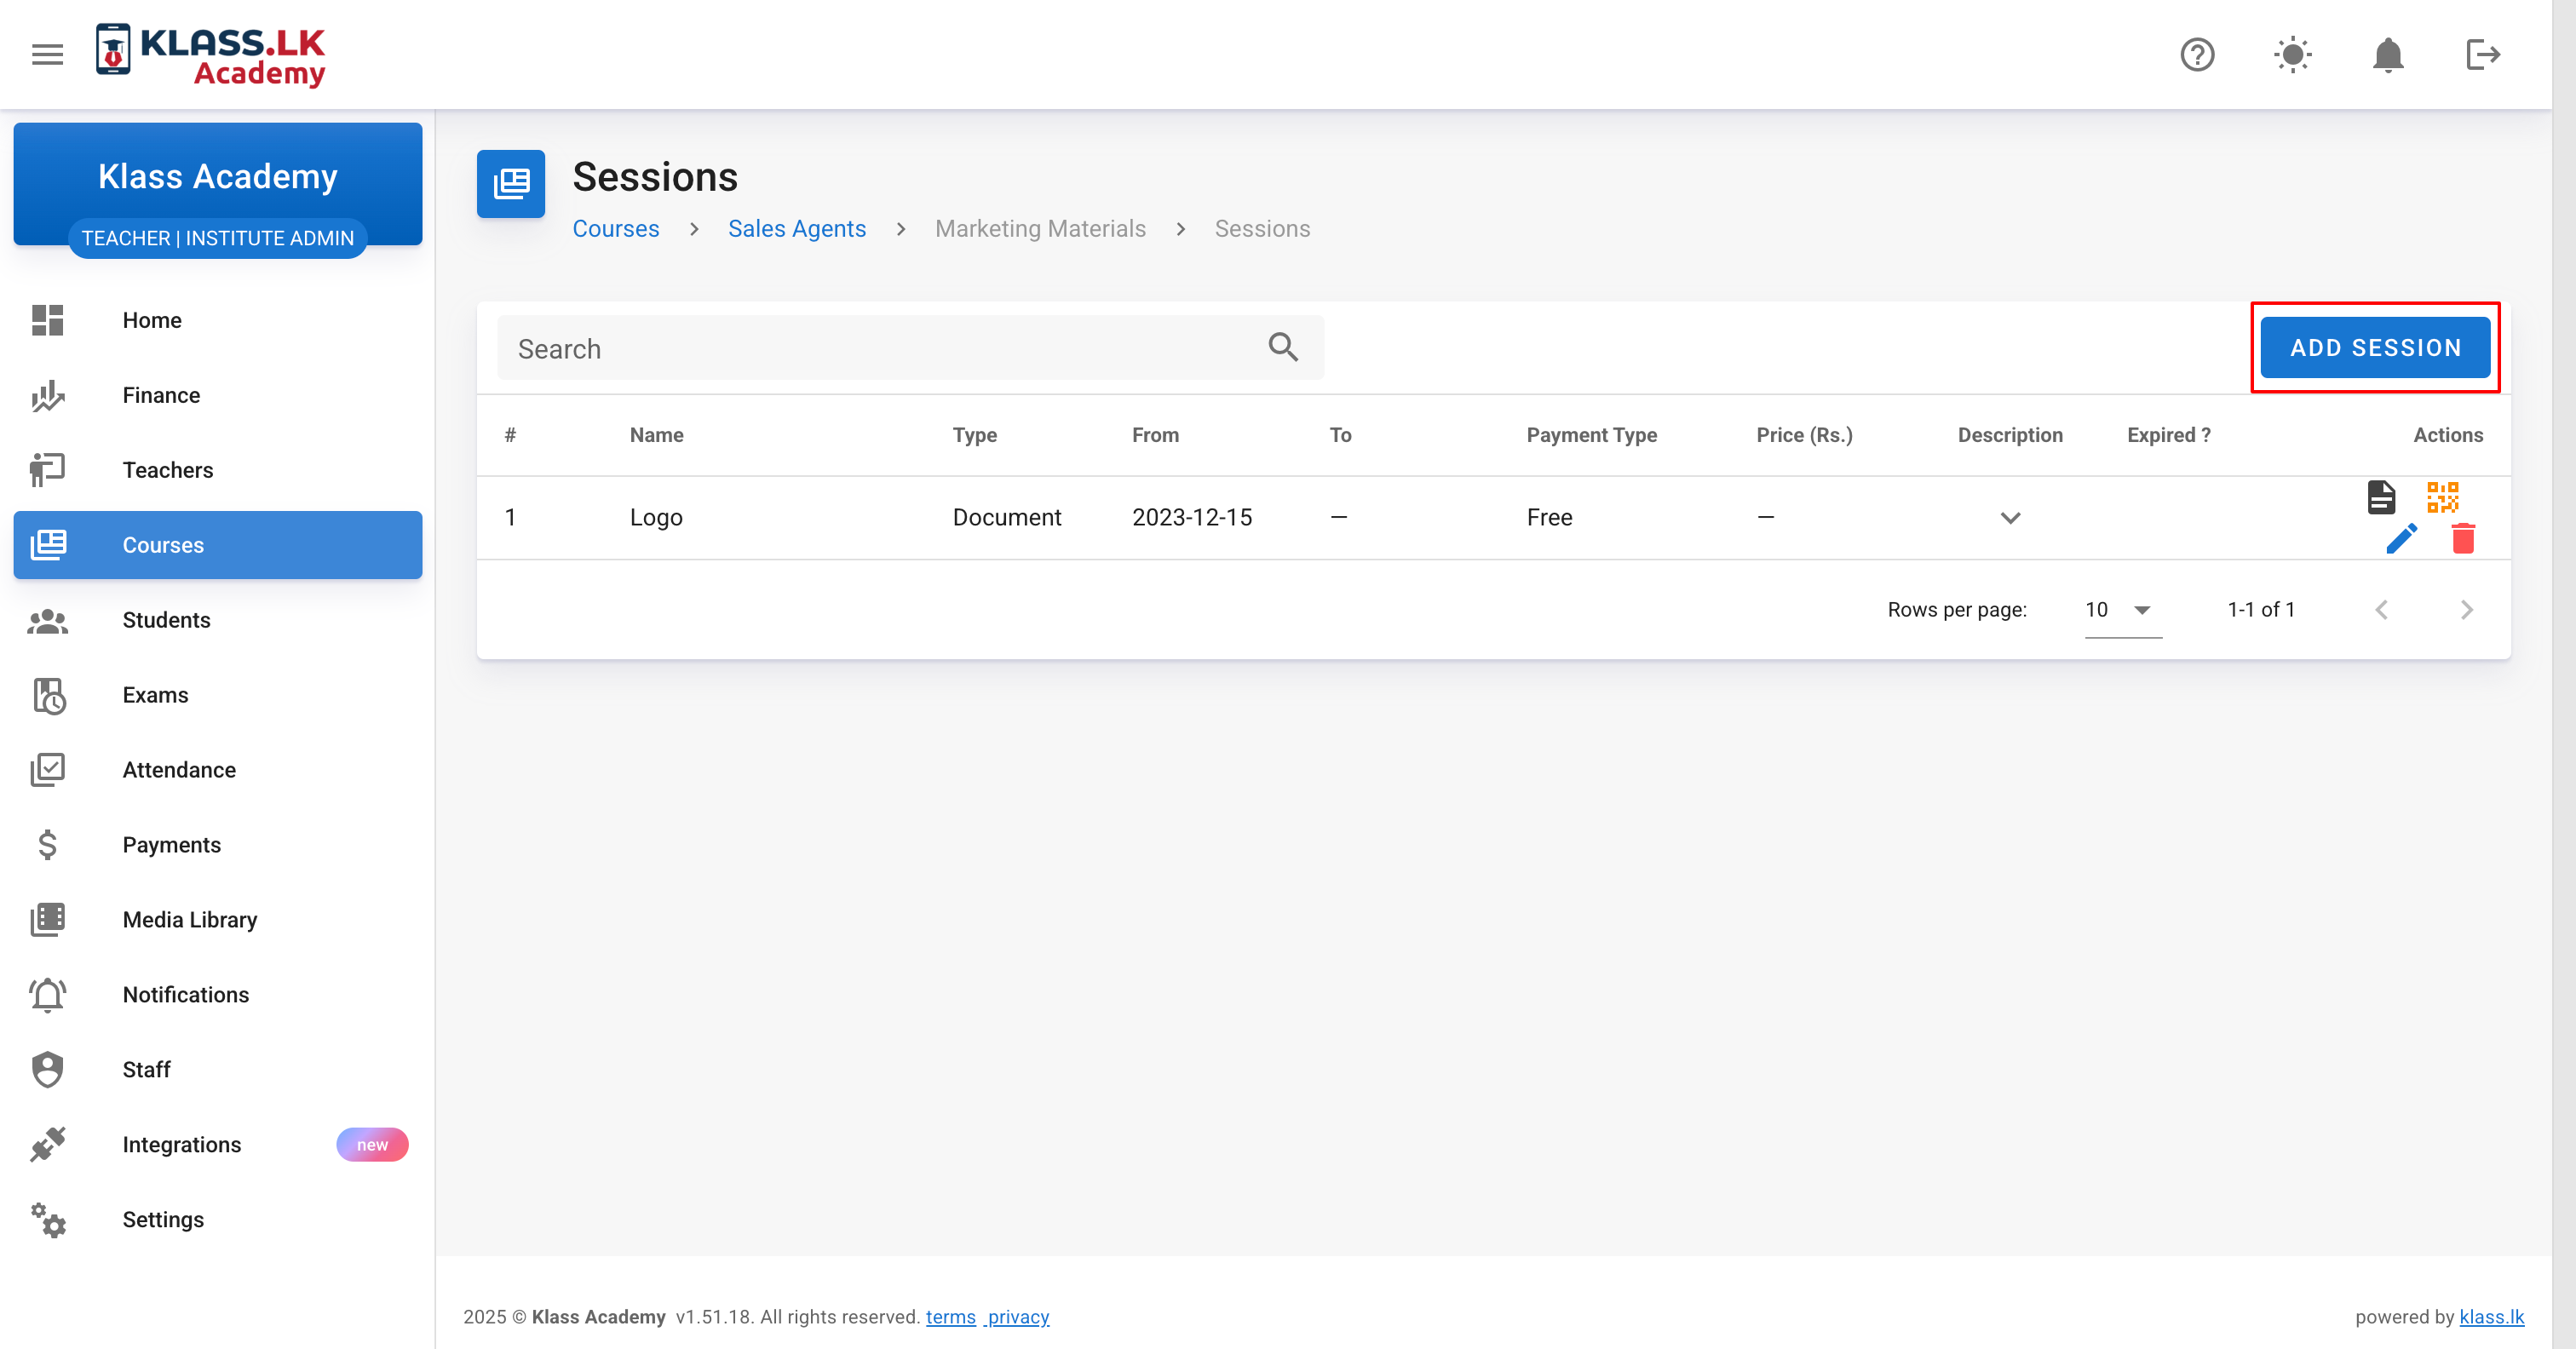 KLASS.LK
Academy
Klass Academy
TEACHER | INSTITUTE ADMIN
Home
Finance
Teachers
Courses
Students
Exams
Attendance
Payments
Media Library
Notifications
Staff
Integrations new
Settings
Sessions
Courses > Sales Agents > Marketing Materials > Sessions
Search
ADD SESSION
# Name Type From To Payment Type Price (Rs.) Description Expired ? Actions
1 Logo Document 2023-12-15 — Free —
Rows per page: 10 1-1 of 1
2025 © Klass Academy v1.51.18. All rights reserved. terms privacy
powered by klass.lk